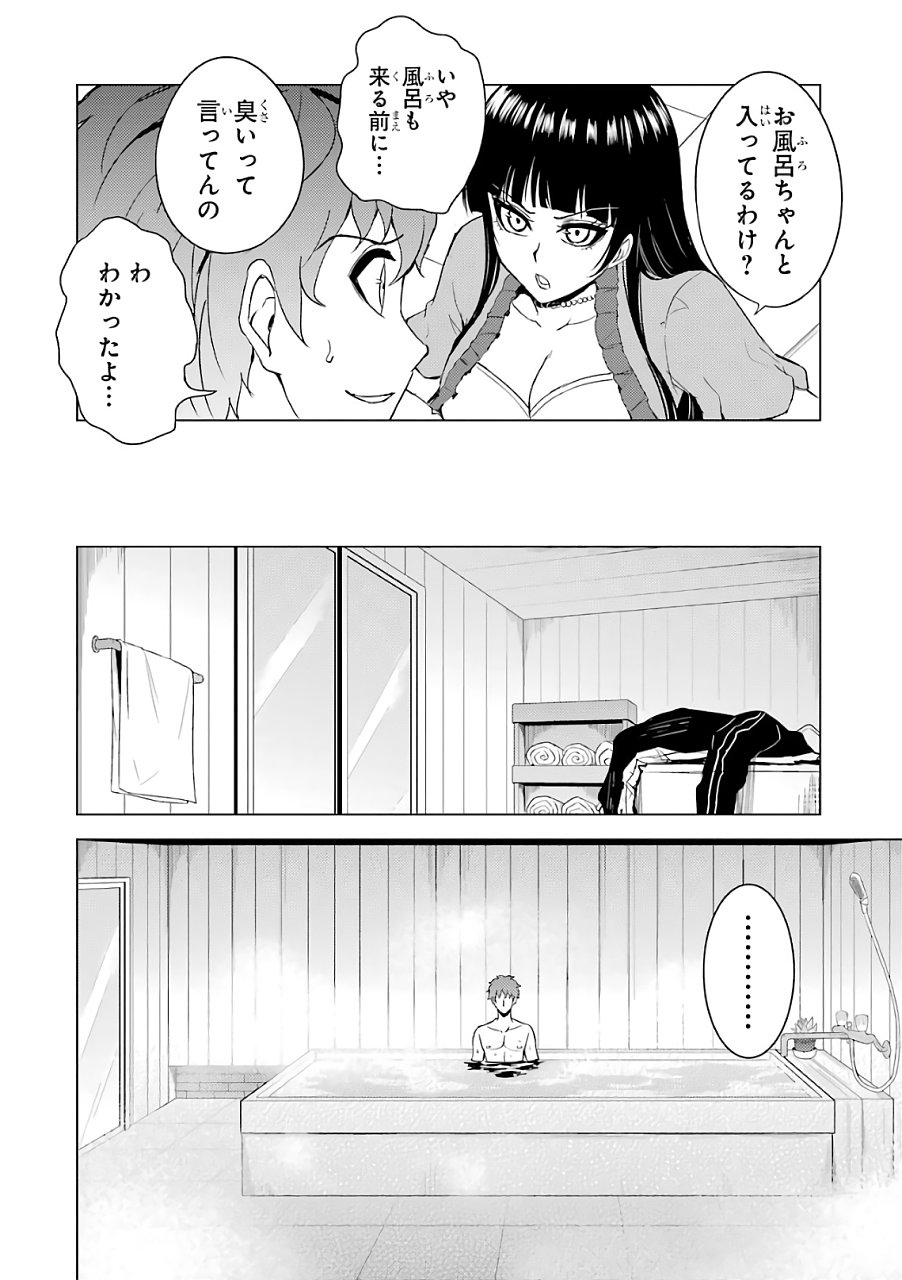 お風呂ちゃんと
入ってるわけ?
いや
風呂も
来る前に…
臭いって
言ってんの
わ
わかったよ…
…………